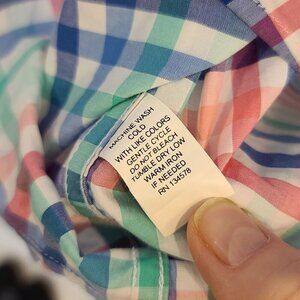 MACHINE WASH
COLD
WITH LIKE COLORS
GENTLE CYCLE
DO NOT BLEACH
TUMBLE DRY LOW
WARM IRON
IF NEEDED
RN 134578